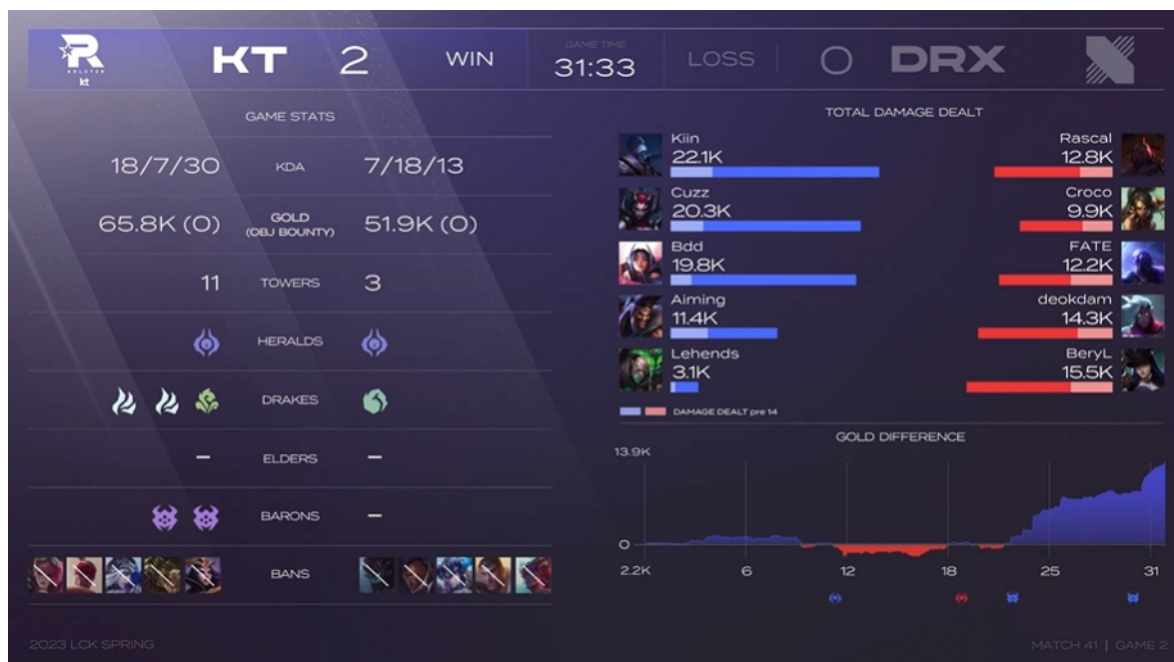 R
ROLSTER
kt
KT 2 WIN
GAME TIME
31:33
LOSS 0 DRX
GAME STATS
18/7/30 KDA 7/18/13
65.8K (0) GOLD (OBJ BOUNTY) 51.9K (0)
11 TOWERS 3
HERALDS
DRAKES
– ELDERS –
BARONS –
BANS
TOTAL DAMAGE DEALT
Kiin Rascal
22.1K 12.8K
Cuzz Croco
20.3K 9.9K
Bdd FATE
19.8K 12.2K
Aiming deokdam
11.4K 14.3K
Lehends BeryL
3.1K 15.5K
DAMAGE DEALT pre 14
GOLD DIFFERENCE
13.9K
0
2.2K 6 12 18 25 31
2023 LCK SPRING
MATCH 41 | GAME 2